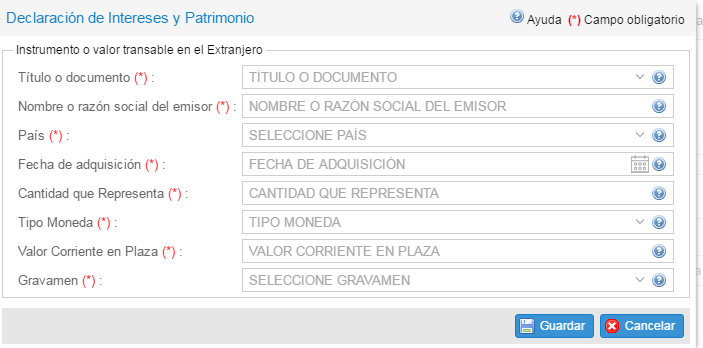 Declaración de Intereses y Patrimonio
Ayuda (*) Campo obligatorio
Instrumento o valor transable en el Extranjero
Título o documento (*) : TÍTULO O DOCUMENTO
Nombre o razón social del emisor (*) : NOMBRE O RAZÓN SOCIAL DEL EMISOR
País (*) : SELECCIONE PAÍS
Fecha de adquisición (*) : FECHA DE ADQUISICIÓN
Cantidad que Representa (*) : CANTIDAD QUE REPRESENTA
Tipo Moneda (*) : TIPO MONEDA
Valor Corriente en Plaza (*) : VALOR CORRIENTE EN PLAZA
Gravamen (*) : SELECCIONE GRAVAMEN
Guardar Cancelar